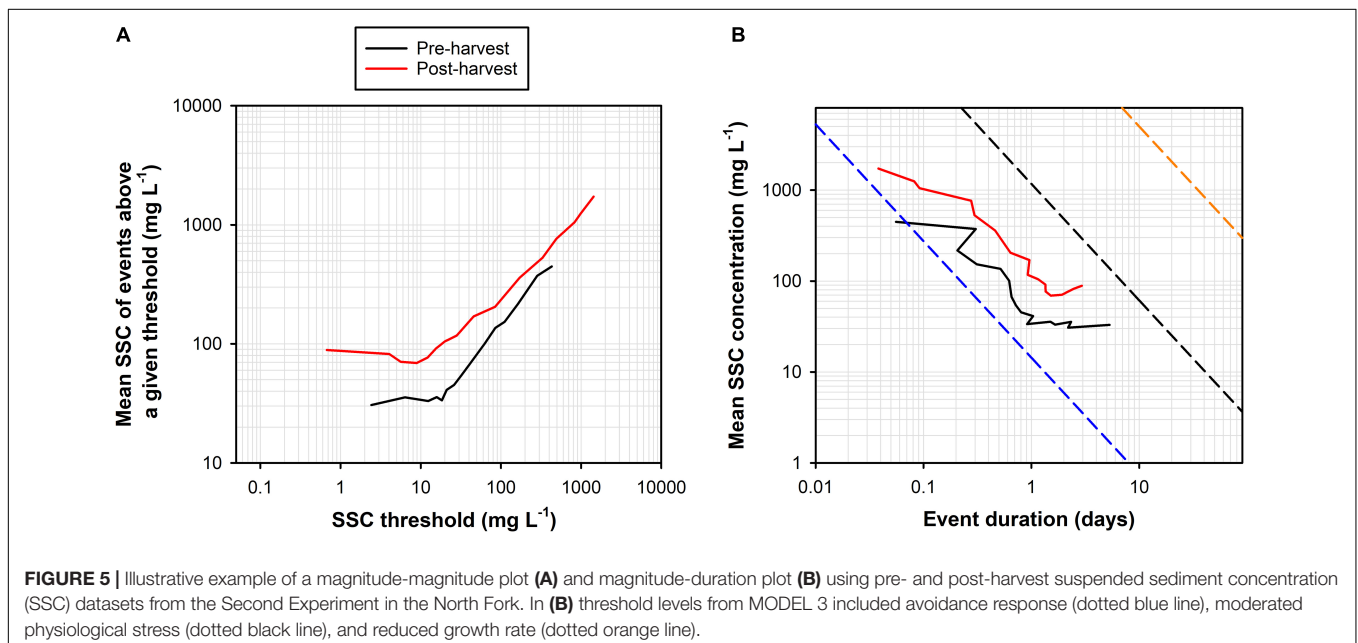 A
Pre-harvest
Post-harvest
Mean SSC of events above
a given threshold (mg L⁻¹)
10000
1000
100
10
0.1 1 10 100 1000 10000
SSC threshold (mg L⁻¹)
B
Mean SSC concentration (mg L⁻¹)
1000
100
10
1
0.01 0.1 1 10
Event duration (days)
FIGURE 5 | Illustrative example of a magnitude-magnitude plot (A) and magnitude-duration plot (B) using pre- and post-harvest suspended sediment concentration
(SSC) datasets from the Second Experiment in the North Fork. In (B) threshold levels from MODEL 3 included avoidance response (dotted blue line), moderated
physiological stress (dotted black line), and reduced growth rate (dotted orange line).